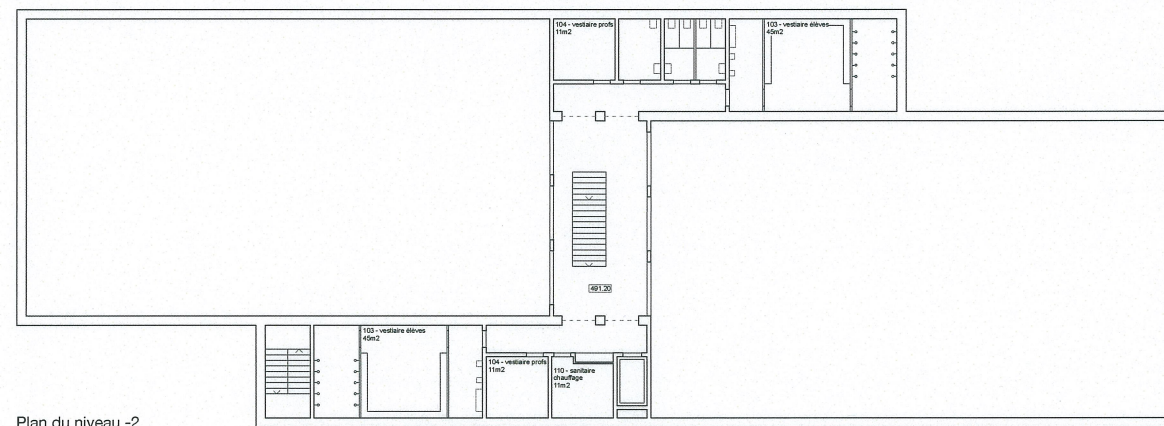 104 - vestiaire profs
11m2
103 - vestiaire élèves
45m2
491.20
103 - vestiaire élèves
45m2
104 - vestiaire profs
11m2
110 - sanitaire
chauffage
11m2
Plan du niveau -2